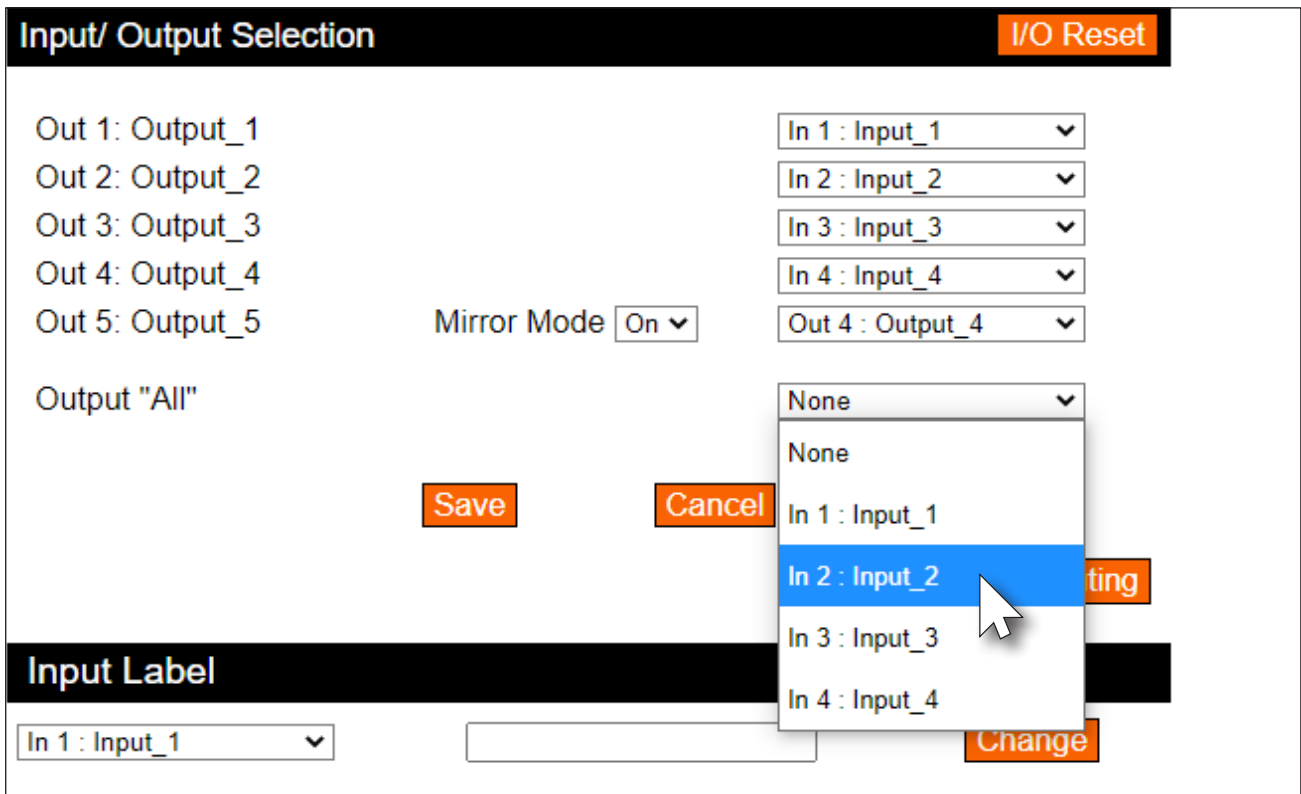 Input/ Output Selection I/O Reset
Out 1: Output_1 In 1 : Input_1
Out 2: Output_2 In 2 : Input_2
Out 3: Output_3 In 3 : Input_3
Out 4: Output_4 In 4 : Input_4
Out 5: Output_5 Mirror Mode On Out 4 : Output_4
Output "All" None
None
Save Cancel In 1 : Input_1
In 2 : Input_2 ting
In 3 : Input_3
Input Label
In 4 : Input_4
In 1 : Input_1 Change